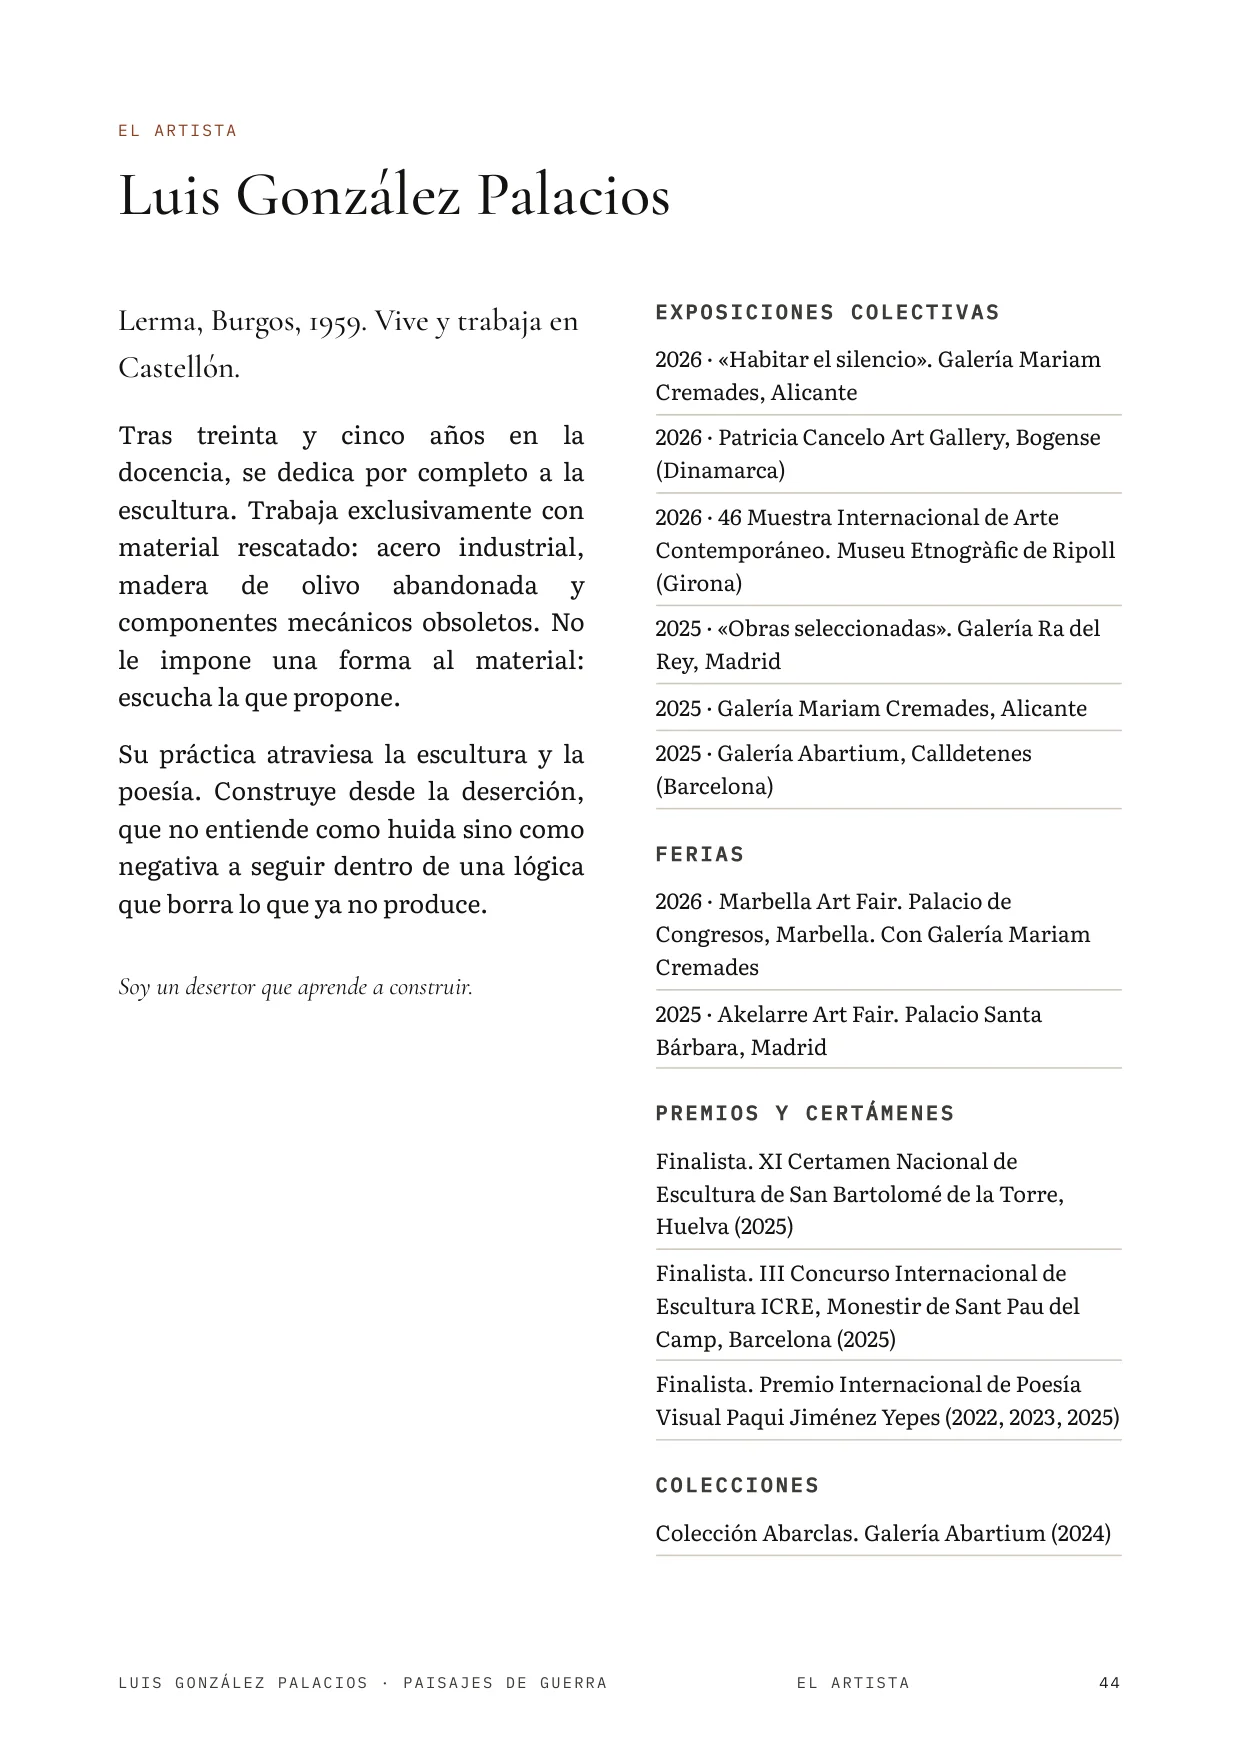 EL ARTISTA
Luis González Palacios
Lerma, Burgos, 1959. Vive y trabaja en
Castellón.
Tras treinta y cinco años en la
docencia, se dedica por completo a la
escultura. Trabaja exclusivamente con
material rescatado: acero industrial,
madera de olivo abandonada y
componentes mecánicos obsoletos. No
le impone una forma al material:
escucha la que propone.
Su práctica atraviesa la escultura y la
poesía. Construye desde la deserción,
que no entiende como huida sino como
negativa a seguir dentro de una lógica
que borra lo que ya no produce.
Soy un desertor que aprende a construir.
EXPOSICIONES COLECTIVAS
2026 · «Habitar el silencio». Galería Mariam
Cremades, Alicante
2026 · Patricia Cancelo Art Gallery, Bogense
(Dinamarca)
2026 · 46 Muestra Internacional de Arte
Contemporáneo. Museu Etnogràfic de Ripoll
(Girona)
2025 · «Obras seleccionadas». Galería Ra del
Rey, Madrid
2025 · Galería Mariam Cremades, Alicante
2025 · Galería Abartium, Calldetenes
(Barcelona)
FERIAS
2026 · Marbella Art Fair. Palacio de
Congresos, Marbella. Con Galería Mariam
Cremades
2025 · Akelarre Art Fair. Palacio Santa
Bárbara, Madrid
PREMIOS Y CERTÁMENES
Finalista. XI Certamen Nacional de
Escultura de San Bartolomé de la Torre,
Huelva (2025)
Finalista. III Concurso Internacional de
Escultura ICRE, Monestir de Sant Pau del
Camp, Barcelona (2025)
Finalista. Premio Internacional de Poesía
Visual Paqui Jiménez Yepes (2022, 2023, 2025)
COLECCIONES
Colección Abarclas. Galería Abartium (2024)
LUIS GONZÁLEZ PALACIOS · PAISAJES DE GUERRA
EL ARTISTA
44